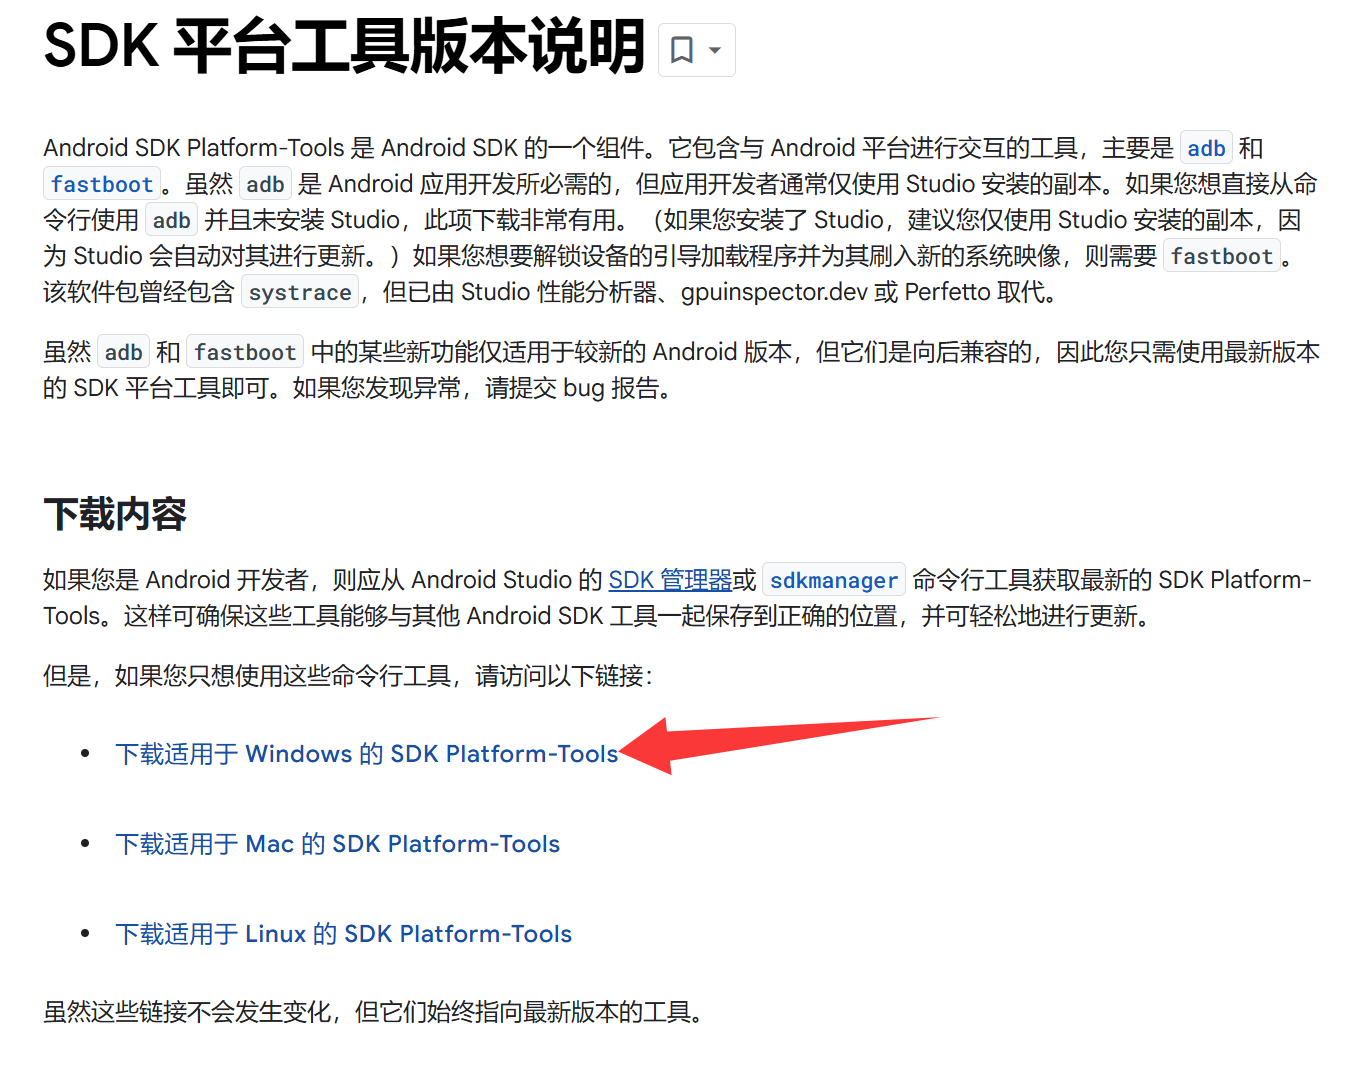 SDK 平台工具版本说明
Android SDK Platform-Tools 是 Android SDK 的一个组件。它包含与 Android 平台进行交互的工具，主要是 adb 和
fastboot。虽然 adb 是 Android 应用开发所必需的，但应用开发者通常仅使用 Studio 安装的副本。如果您想直接从命
令行使用 adb 并且未安装 Studio，此项下载非常有用。（如果您安装了 Studio，建议您仅使用 Studio 安装的副本，因
为 Studio 会自动对其进行更新。）如果您想要解锁设备的引导加载程序并为其刷入新的系统映像，则需要 fastboot。
该软件包曾经包含 systrace，但已由 Studio 性能分析器、gpuinspector.dev 或 Perfetto 取代。
虽然 adb 和 fastboot 中的某些新功能仅适用于较新的 Android 版本，但它们是向后兼容的，因此您只需使用最新版本
的 SDK 平台工具即可。如果您发现异常，请提交 bug 报告。
下载内容
如果您是 Android 开发者，则应从 Android Studio 的 SDK 管理器或 sdkmanager 命令行工具获取最新的 SDK Platform-
Tools。这样可确保这些工具能够与其他 Android SDK 工具一起保存到正确的位置，并可轻松地进行更新。
但是，如果您只想使用这些命令行工具，请访问以下链接：
• 下载适用于 Windows 的 SDK Platform-Tools
• 下载适用于 Mac 的 SDK Platform-Tools
• 下载适用于 Linux 的 SDK Platform-Tools
虽然这些链接不会发生变化，但它们始终指向最新版本的工具。